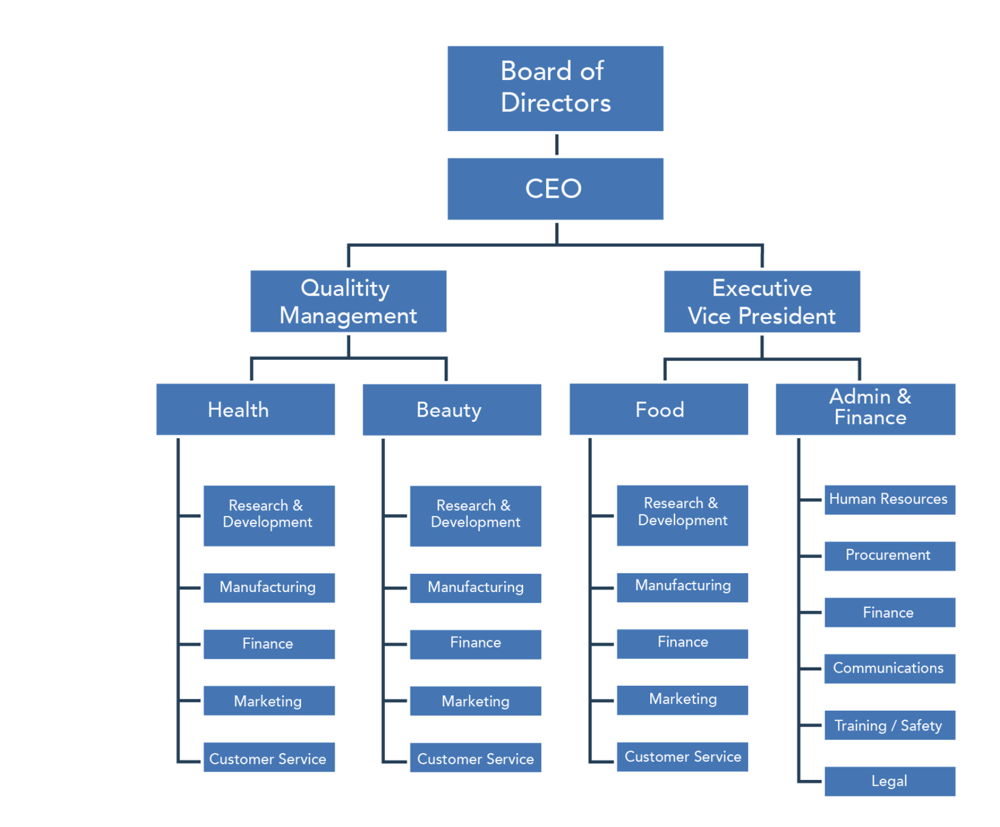 Board of
Directors
CEO
Qualitity
Management
Executive
Vice President
Health
Beauty
Food
Admin &
Finance
Research &
Development
Manufacturing
Finance
Marketing
Customer Service
Research &
Development
Manufacturing
Finance
Marketing
Customer Service
Research &
Development
Manufacturing
Finance
Marketing
Customer Service
Human Resources
Procurement
Finance
Communications
Training / Safety
Legal